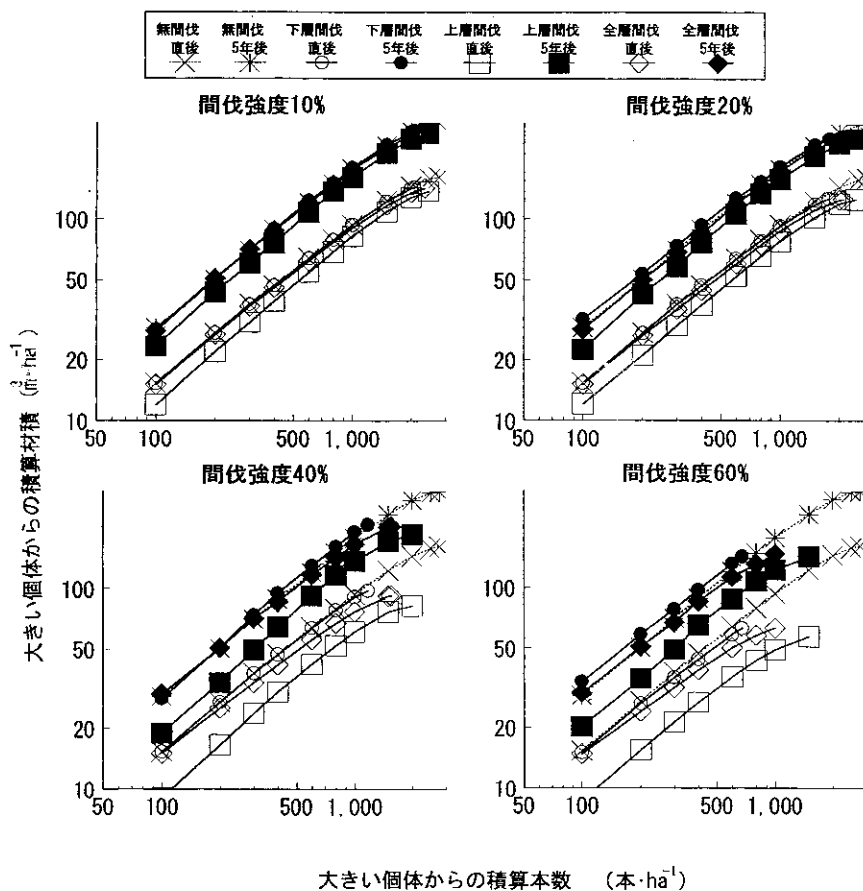 無間伐 無間伐 下層間伐 下層間伐 上層間伐 上層間伐 全層間伐 全層間伐
直後 5年後 直後 5年後 直後 5年後 直後 5年後
間伐強度10% 間伐強度20%
100 100
50 50
20 20
10 10
50 100 500 1,000 50 100 500 1,000
間伐強度40% 間伐強度60%
100 100
50 50
20 20
10 10
50 100 500 1,000 50 100 500 1,000
大きい個体からの積算材積 (m³·ha⁻¹)
大きい個体からの積算本数 (本·ha⁻¹)